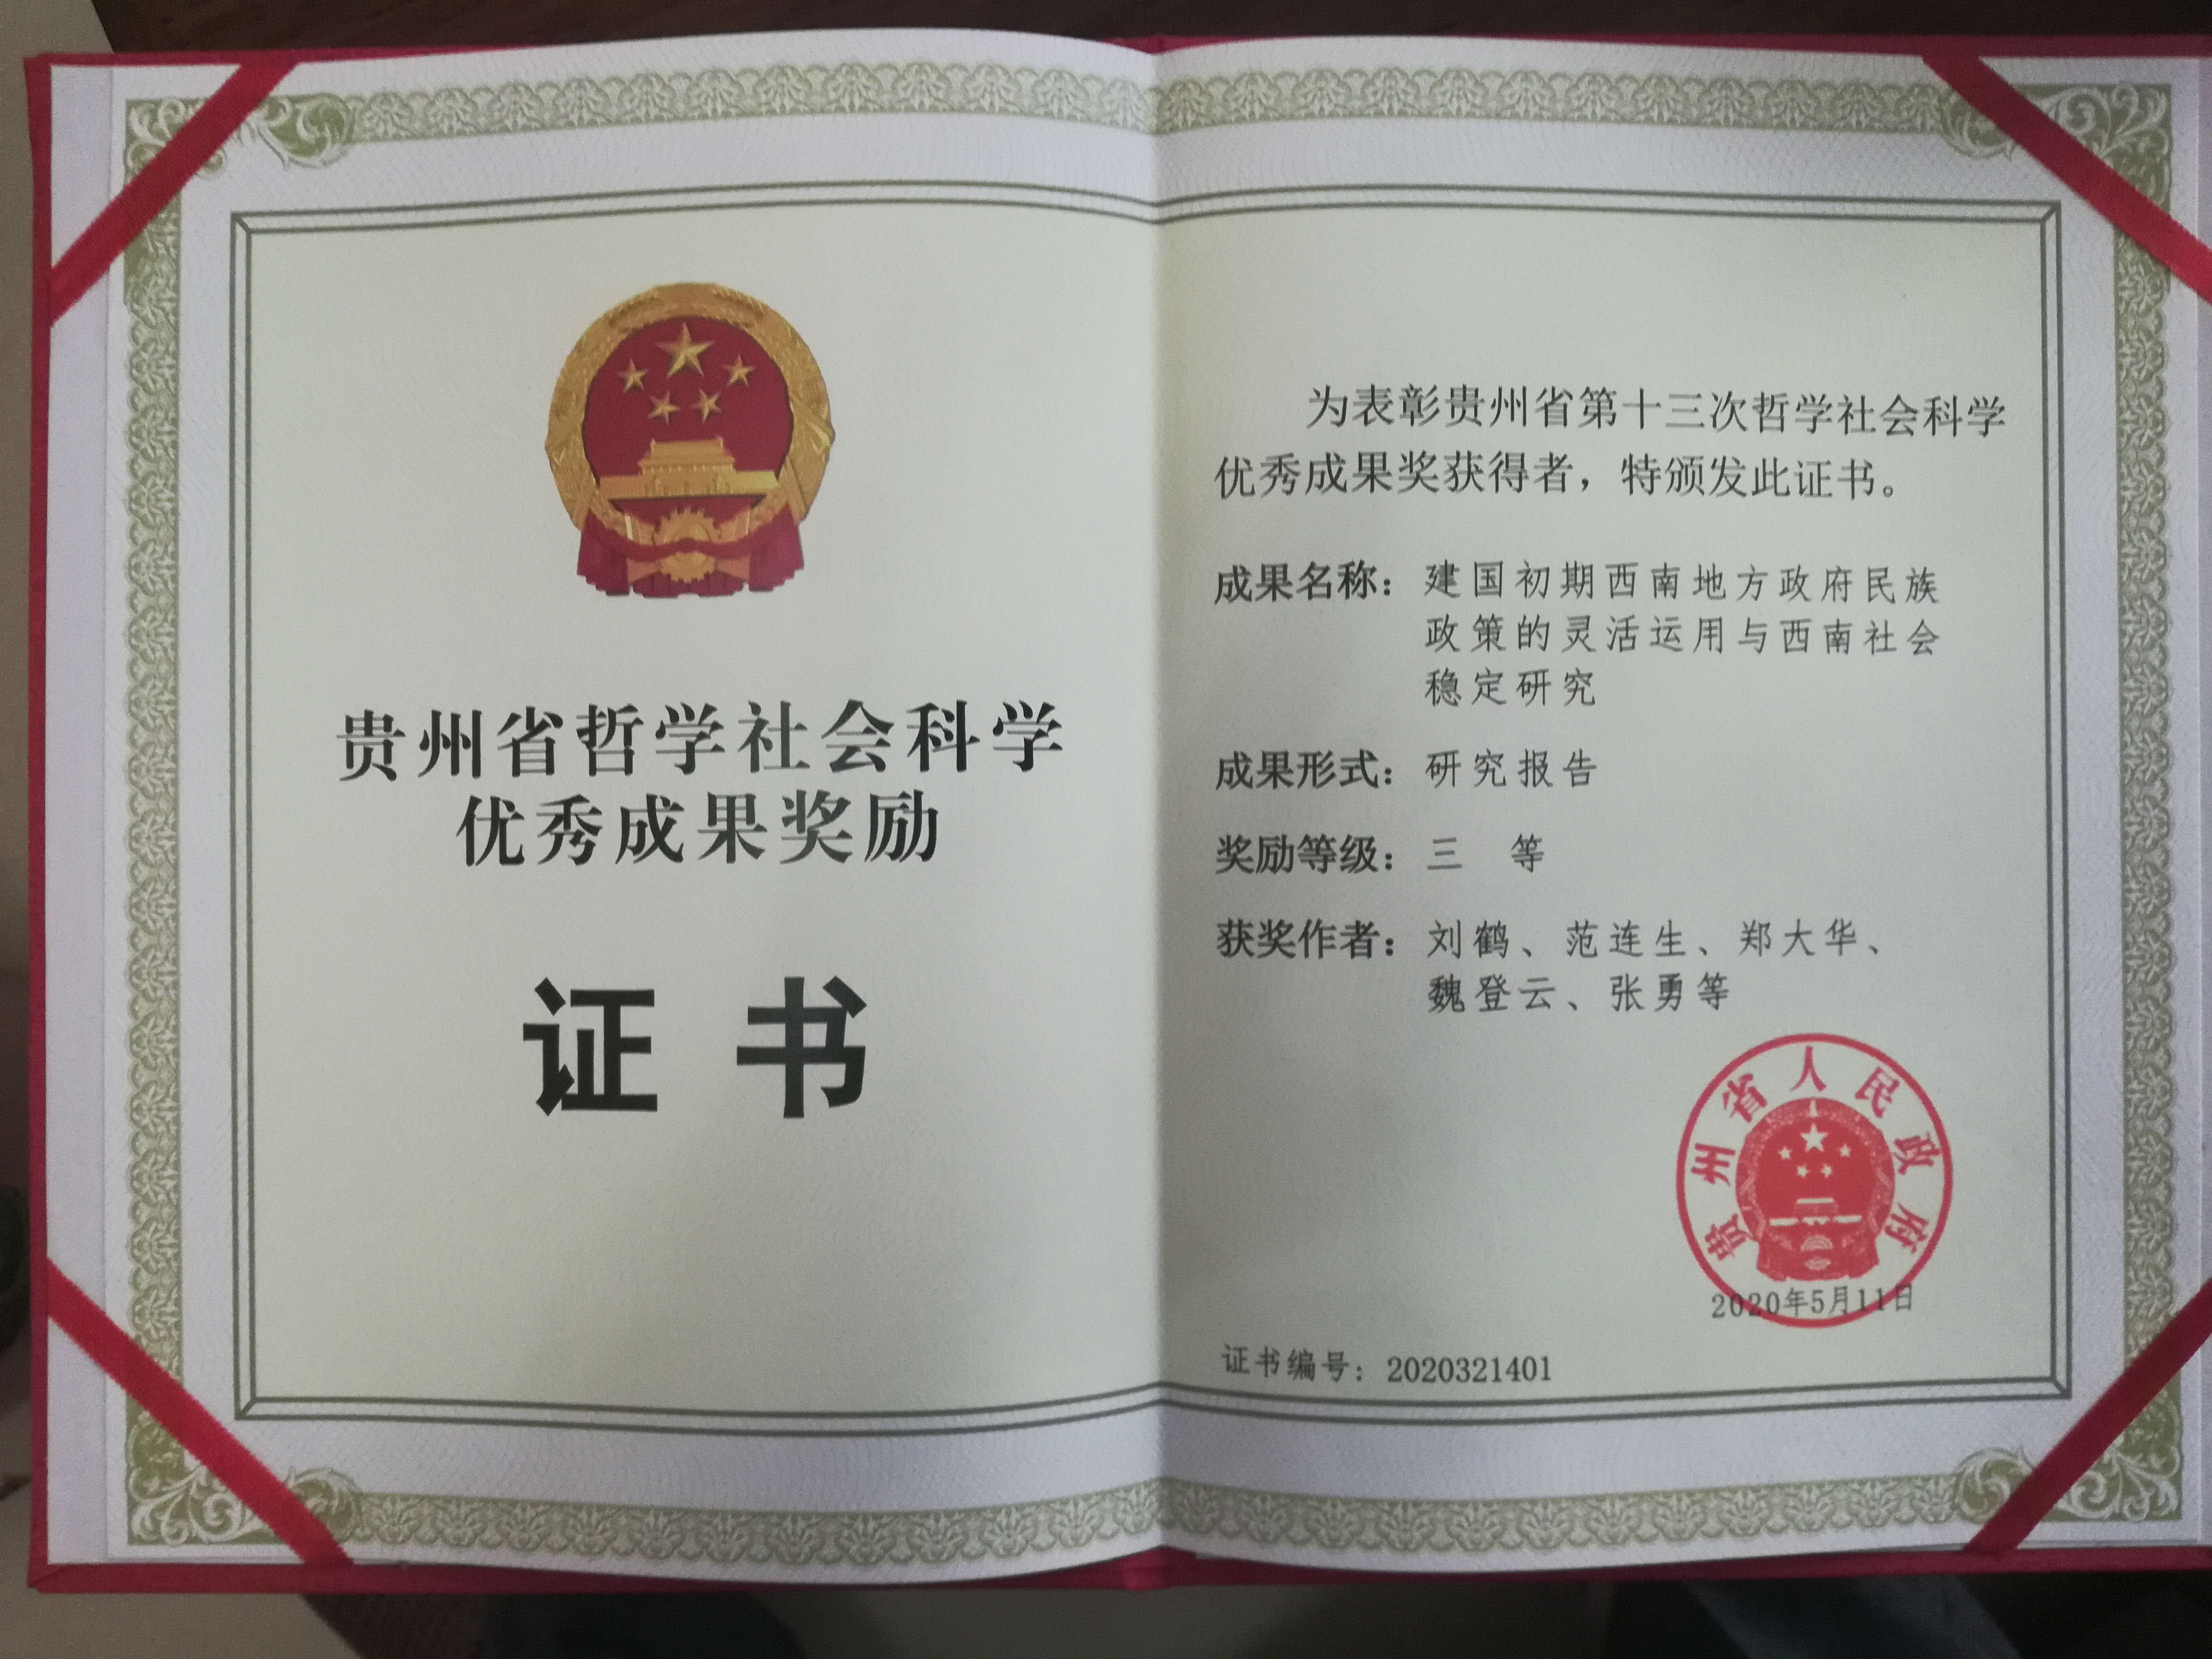 贵州省哲学社会科学
优秀成果奖励
证 书
为表彰贵州省第十三次哲学社会科学
优秀成果奖获得者，特颁发此证书。
成果名称：建国初期西南地方政府民族
政策的灵活运用与西南社会
稳定研究
成果形式：研究报告
奖励等级：三 等
获奖作者：刘鹤、范连生、郑大华、
魏登云、张勇等
贵州省人民政府
2020年5月11日
证书编号：2020321401